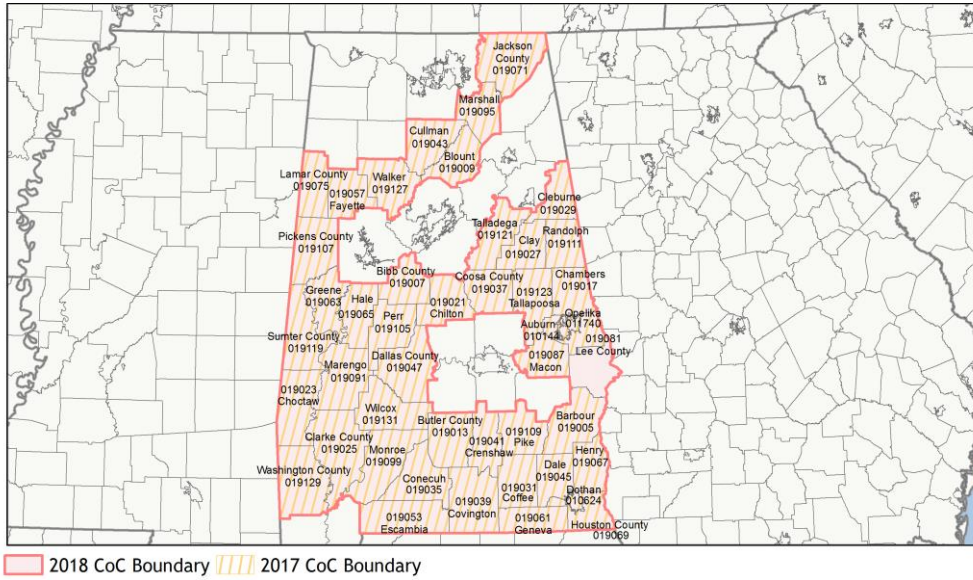 Jackson
County
019071
Marshall
019095
Cullman
019043
Blount
019009
Lamar County
019075
019057
Fayette
Walker
019127
Cleburne
019029
Talladega
019121
Clay
019027
Randolph
019111
Pickens County
019107
Bibb County
019007
Coosa County
019037
019123
Tallapoosa
Chambers
019017
Greene
019063
Hale
019065
Perr
019105
019021
Chilton
Opelika
011740
Auburn
010144
019081
Lee County
Sumter County
019119
Marengo
019091
Dallas County
019047
019087
Macon
019023
Choctaw
Wilcox
019131
Butler County
019013
019041
Crenshaw
019109
Pike
Barbour
019005
Clarke County
019025
Monroe
019099
Henry
019067
Dale
019045
Washington County
019129
Conecuh
019035
019039
Covington
019031
Coffee
Dothan
010624
019053
Escambia
019061
Geneva
Houston County
019069
2018 CoC Boundary 2017 CoC Boundary